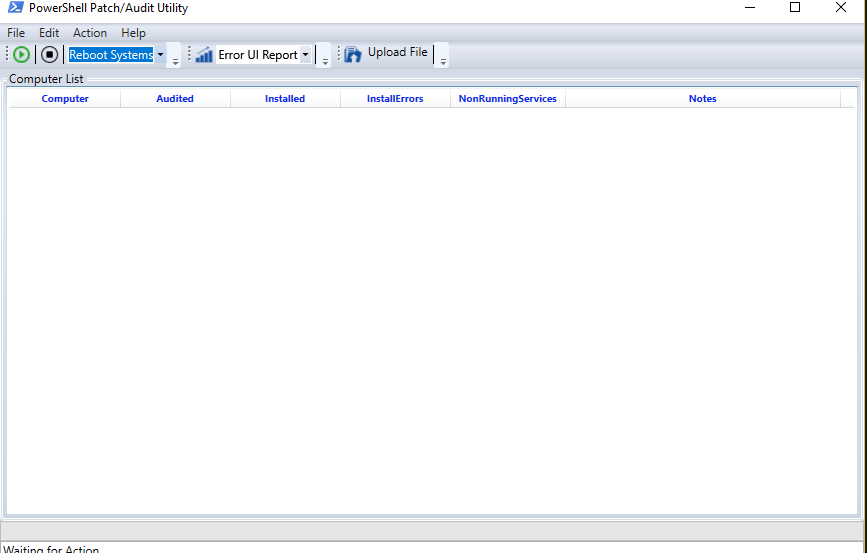 PowerShell Patch/Audit Utility
File Edit Action Help
Reboot Systems Error UI Report Upload File
Computer List
Computer Audited Installed InstallErrors NonRunningServices Notes
Waiting for Action